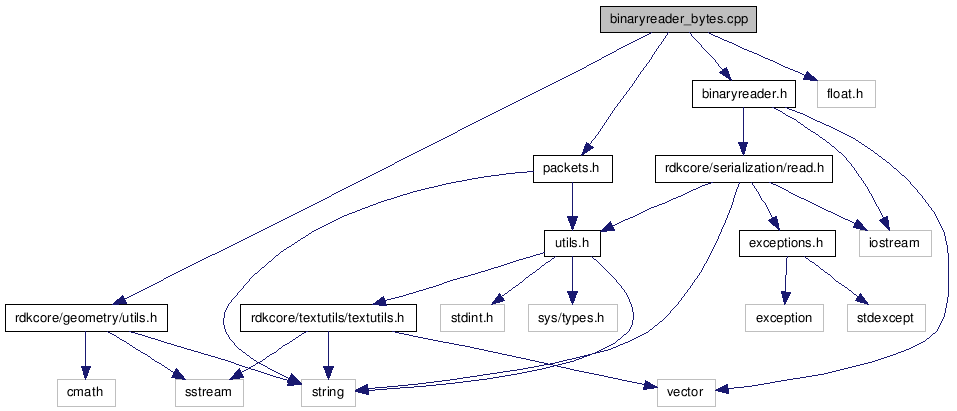 binaryreader_bytes.cpp
binaryreader.h
float.h
packets.h
rdkcore/serialization/read.h
utils.h
exceptions.h
iostream
rdkcore/geometry/utils.h
rdkcore/textutils/textutils.h
stdint.h
sys/types.h
exception
stdexcept
cmath
sstream
string
vector